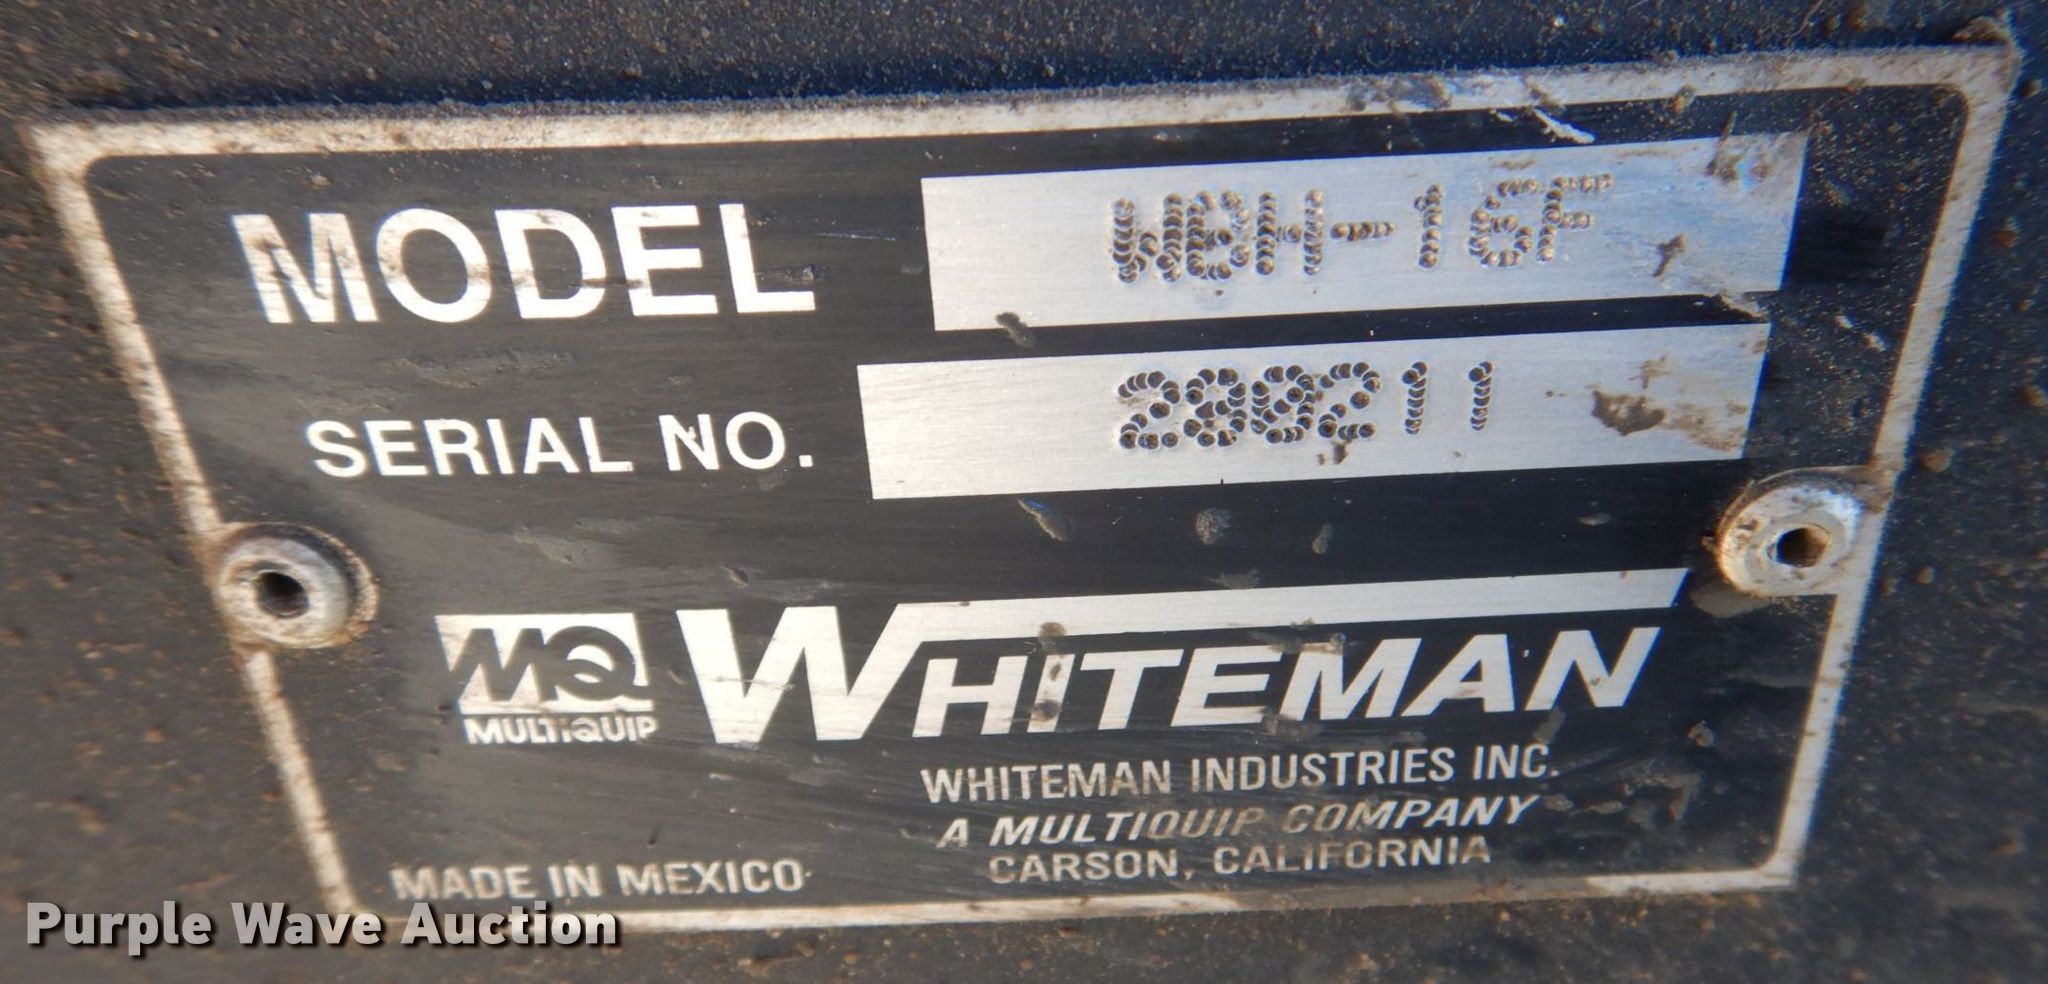 MODEL WBH-16F
SERIAL NO. 280211
MQ
MULTIQUIP
WHITEMAN
WHITEMAN INDUSTRIES INC.
A MULTIQUIP COMPANY
CARSON, CALIFORNIA
MADE IN MEXICO
Purple Wave Auction